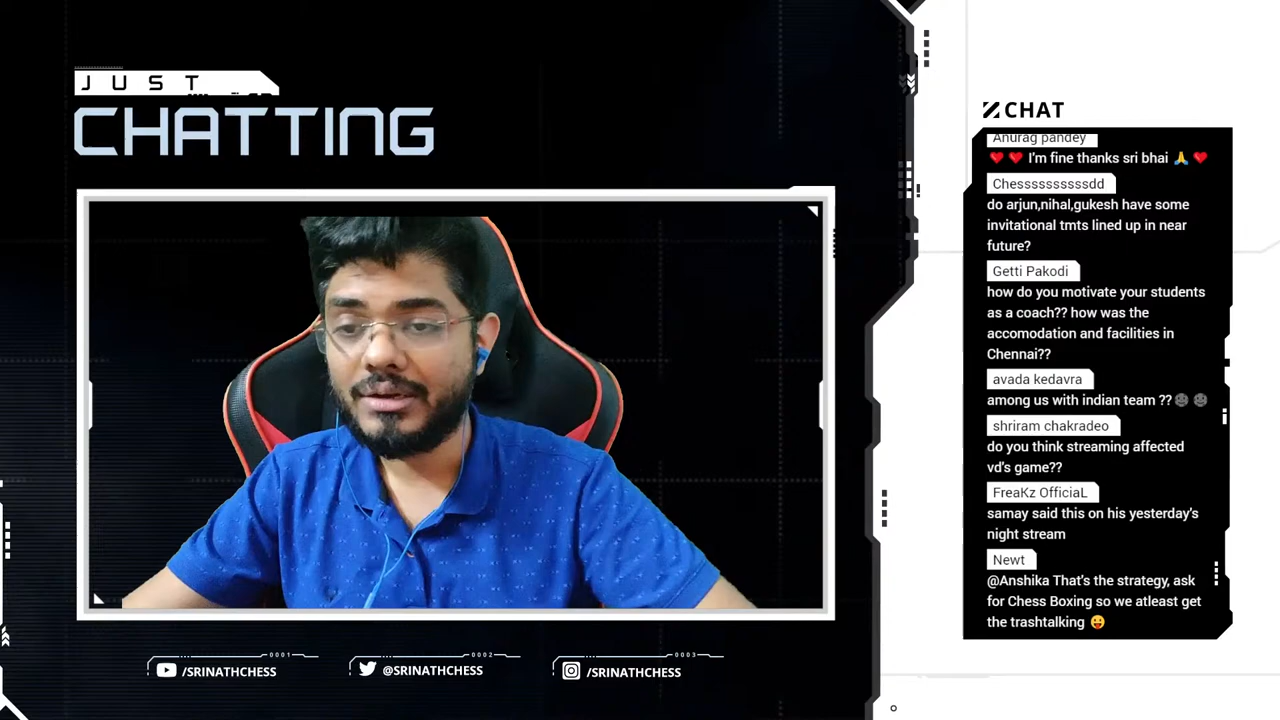 JUST
CHATTING
CHAT
Anurag pandey
❤️ ❤️ I'm fine thanks sri bhai 🙏 ❤️
Chessssssssssdd
do arjun,nihal,gukesh have some
invitational tmts lined up in near
future?
Getti Pakodi
how do you motivate your students
as a coach?? how was the
accomodation and facilities in
Chennai??
avada kedavra
among us with indian team ??🌚🌚
shriram chakradeo
do you think streaming affected
vd's game??
FreaKz OfficiaL
samay said this on his yesterday's
night stream
Newt
@Anshika That's the strategy, ask
for Chess Boxing so we atleast get
the trashtalking 😜
0001
/SRINATHCHESS
0002
@SRINATHCHESS
0003
/SRINATHCHESS